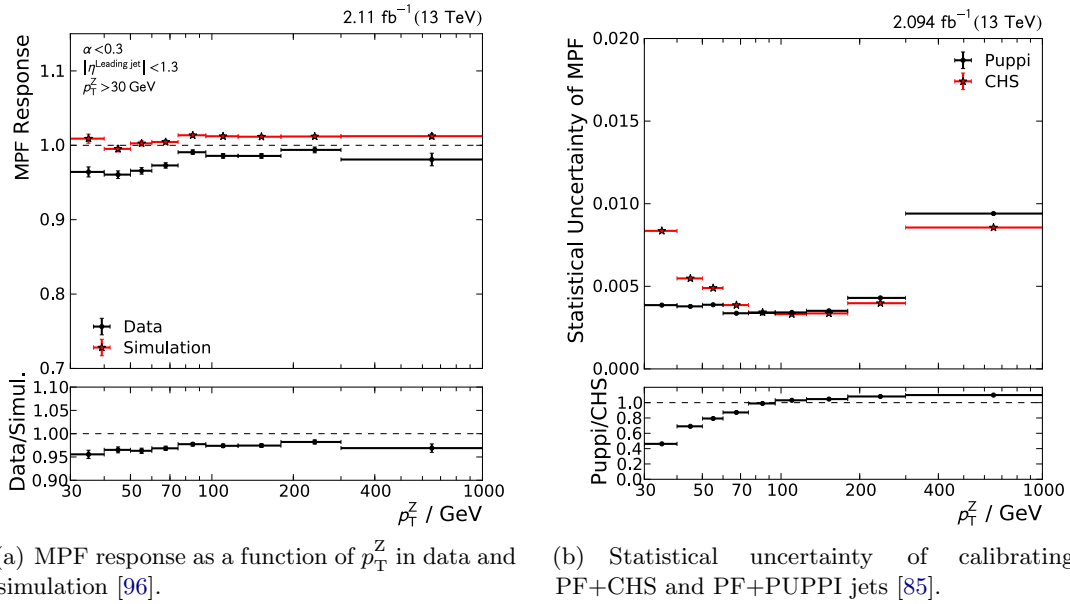 2.11 fb⁻¹ (13 TeV)
α <0.3
|η^Leading jet| <1.3
p_T^Z >30 GeV
MPF Response
1.1
1.0
0.9
0.8
0.7
Data
Simulation
Data/Simul.
1.10
1.05
1.00
0.95
0.90
30 50 70 100 200 400 1000
p_T^Z / GeV
2.094 fb⁻¹ (13 TeV)
Statistical Uncertainty of MPF
0.020
0.015
0.010
0.005
0.000
Puppi
CHS
Puppi/CHS
1.0
0.8
0.6
0.4
0.2
0.0
30 50 70 100 200 400 1000
p_T^Z / GeV
(a) MPF response as a function of p_T^Z in data and
simulation [96].
(b) Statistical uncertainty of calibrating
PF+CHS and PF+PUPPI jets [85].